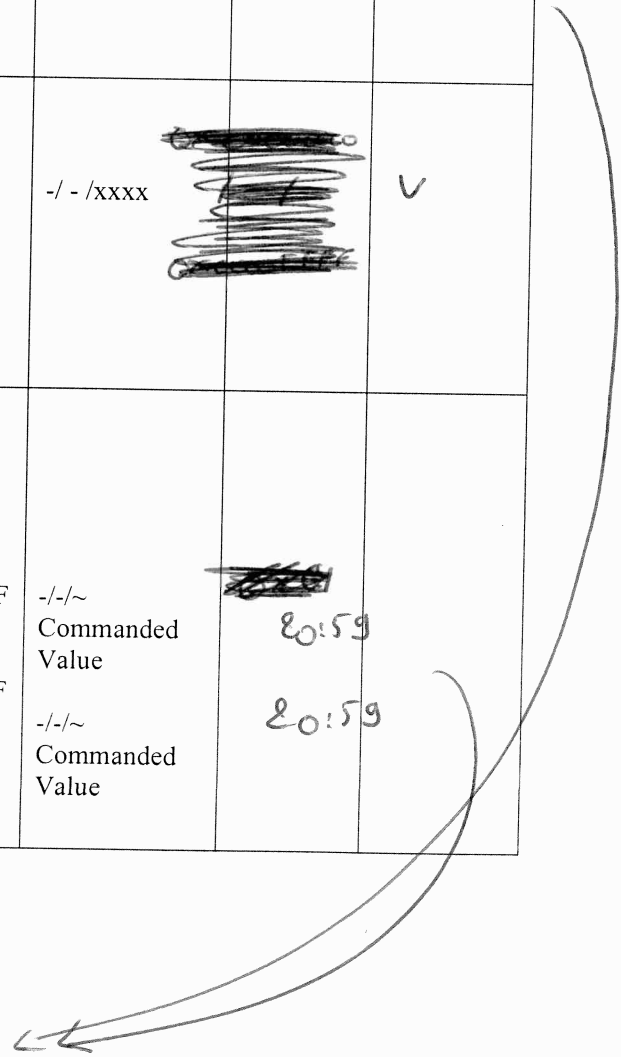 -/ - /xxxx
V
F
-/-/~
Commanded
Value
20:59
F
-/-/~
Commanded
Value
20:59